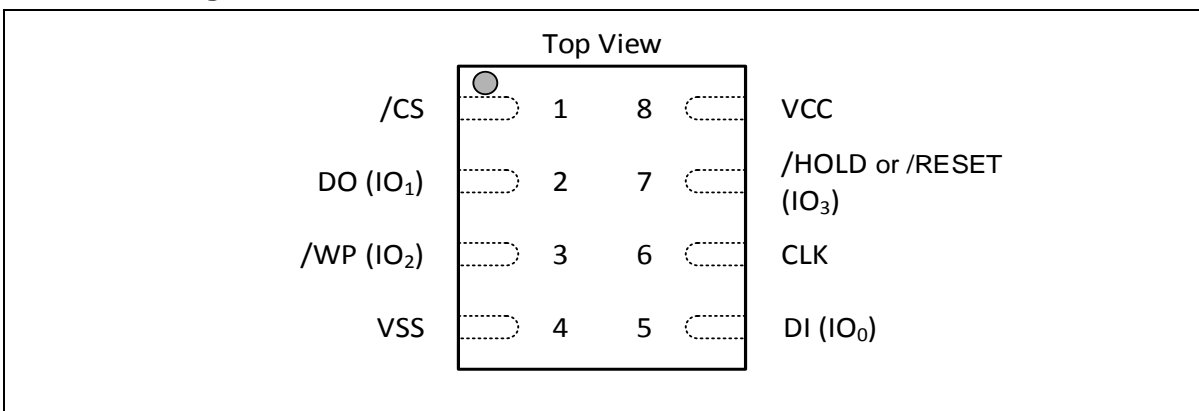 Top View
/CS 1 8 VCC
DO (IO₁) 2 7 /HOLD or /RESET
(IO₃)
/WP (IO₂) 3 6 CLK
VSS 4 5 DI (IO₀)